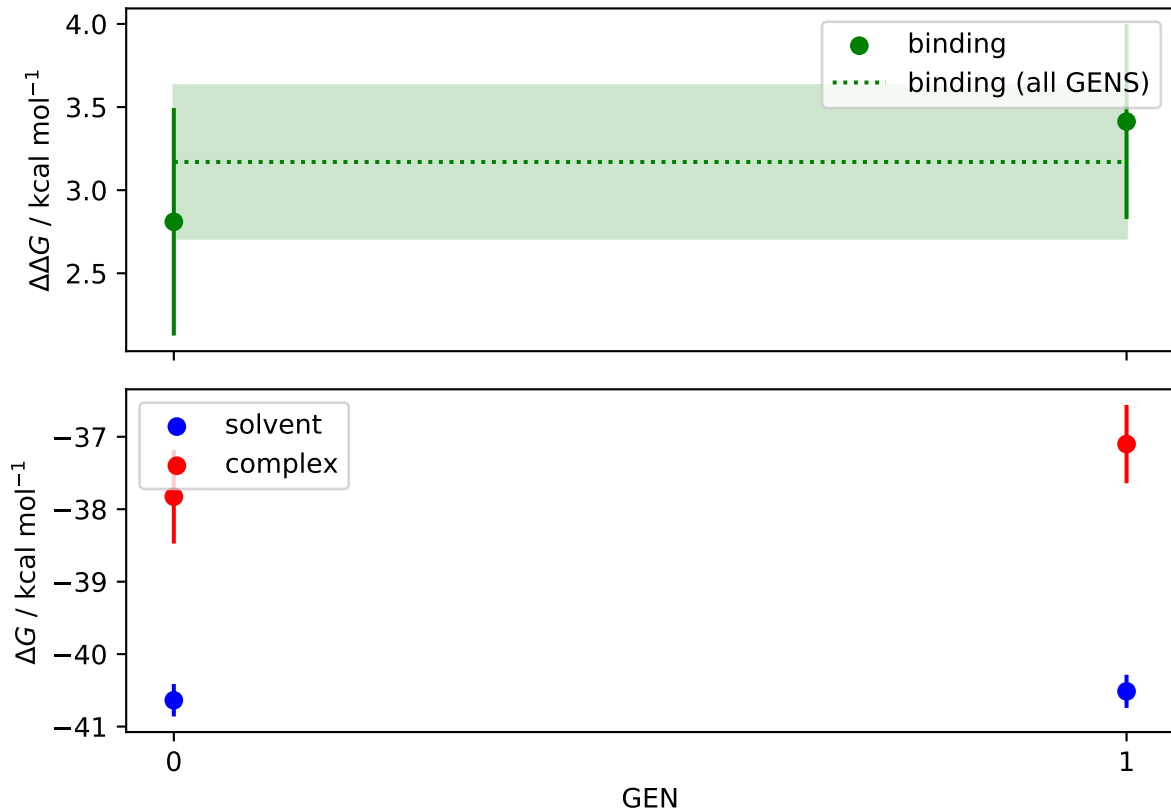 4.0
3.5
3.0
2.5
ΔΔG / kcal mol⁻¹
binding
binding (all GENS)
−37
−38
−39
−40
−41
ΔG / kcal mol⁻¹
solvent
complex
0
1
GEN